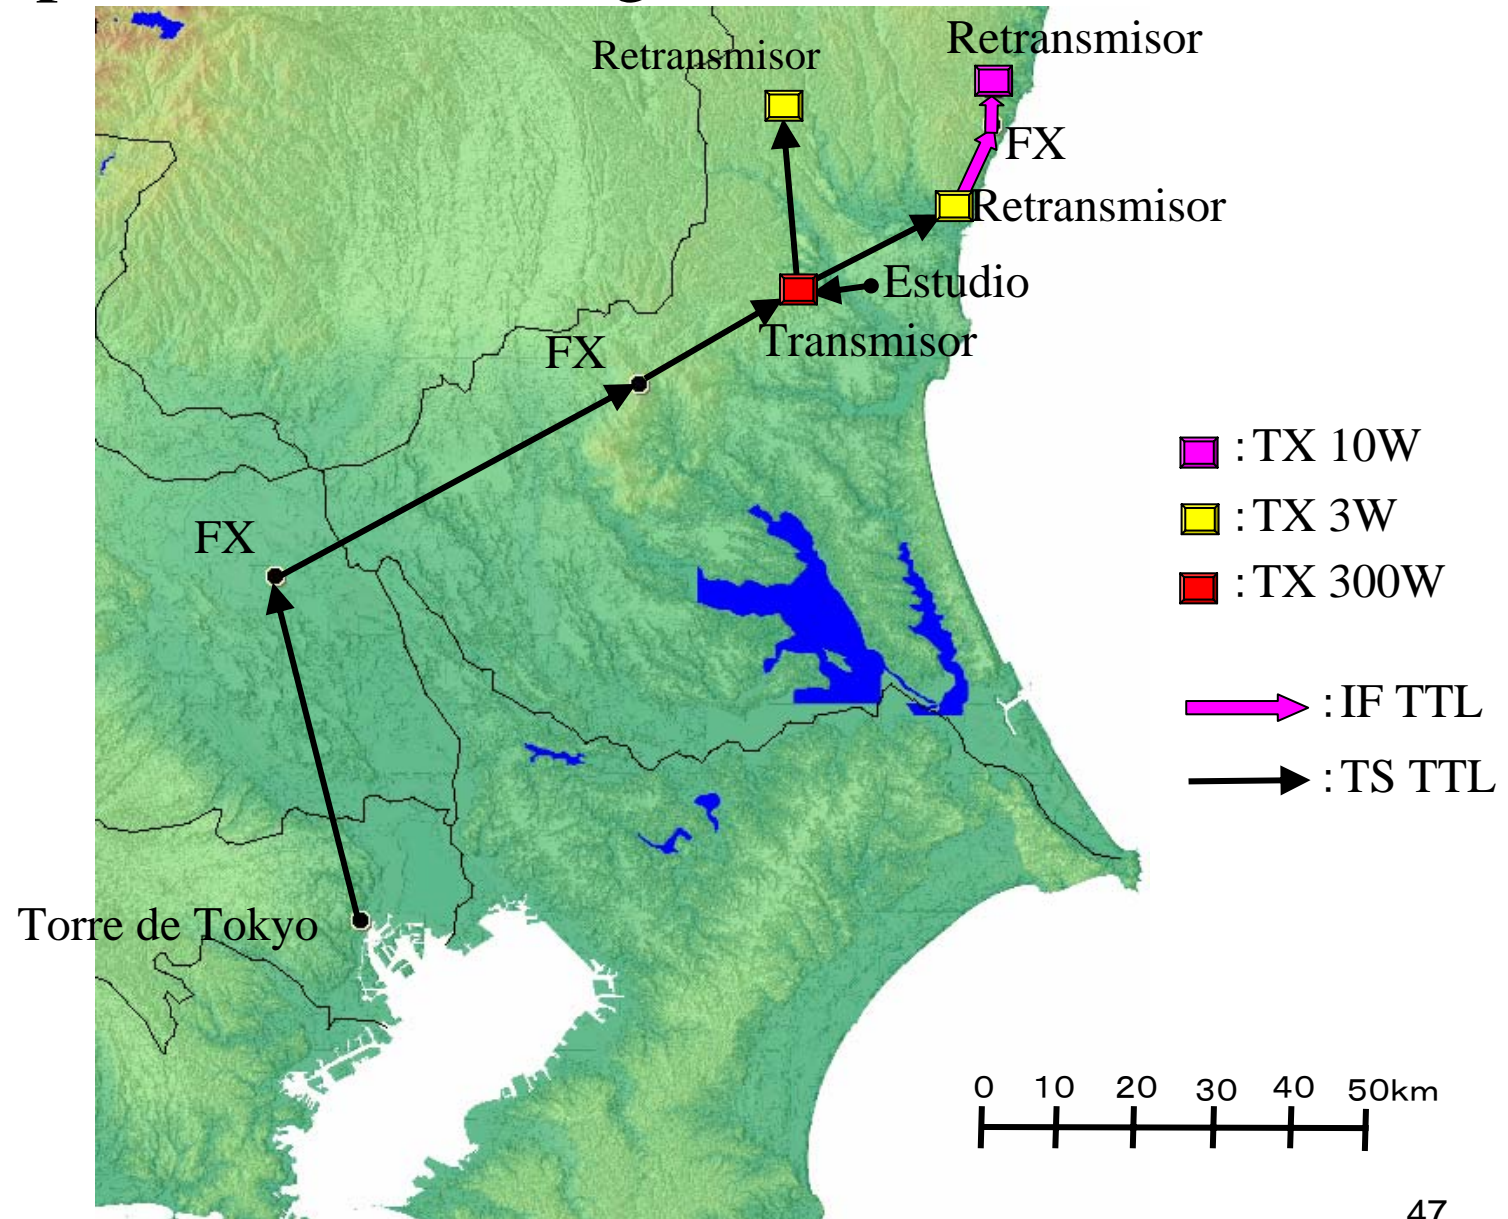 Retransmisor
Retransmisor
FX
Retransmisor
Estudio
Transmisor
FX
FX
Torre de Tokyo
: TX 10W
: TX 3W
: TX 300W
: IF TTL
: TS TTL
0 10 20 30 40 50km
47